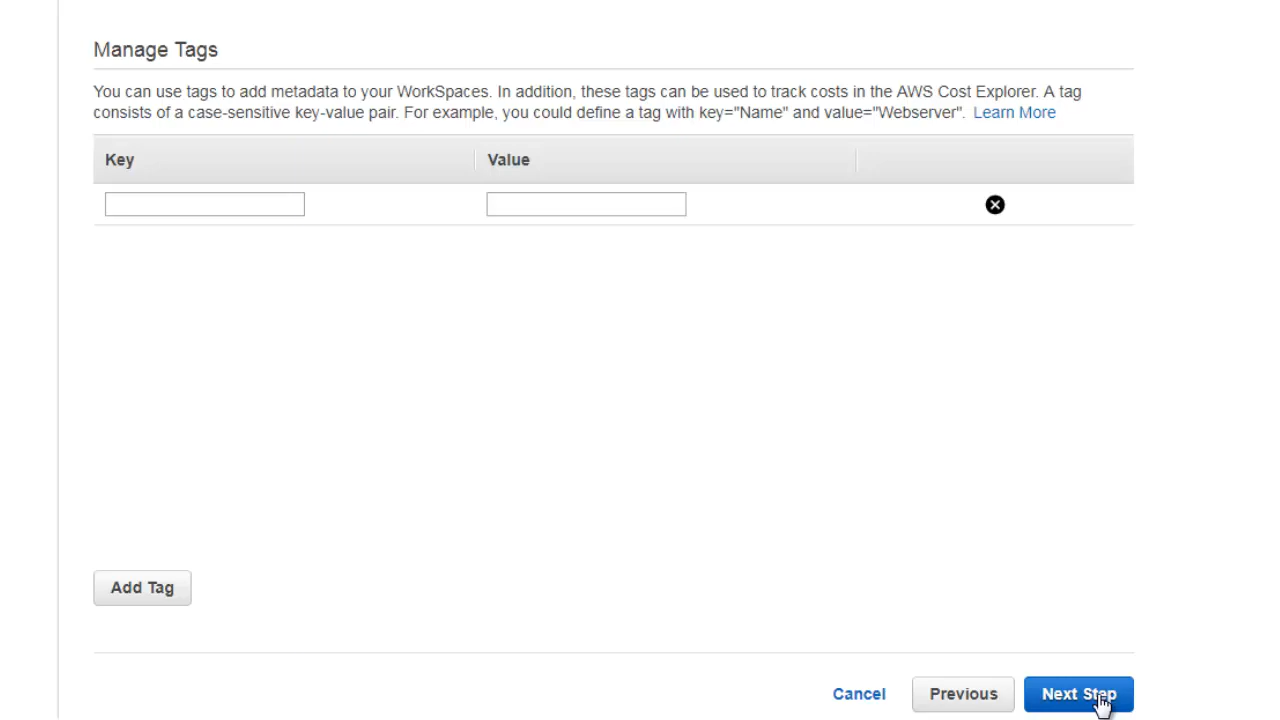 Manage Tags
You can use tags to add metadata to your WorkSpaces. In addition, these tags can be used to track costs in the AWS Cost Explorer. A tag
consists of a case-sensitive key-value pair. For example, you could define a tag with key="Name" and value="Webserver". Learn More
Key Value
Add Tag
Cancel Previous Next Step